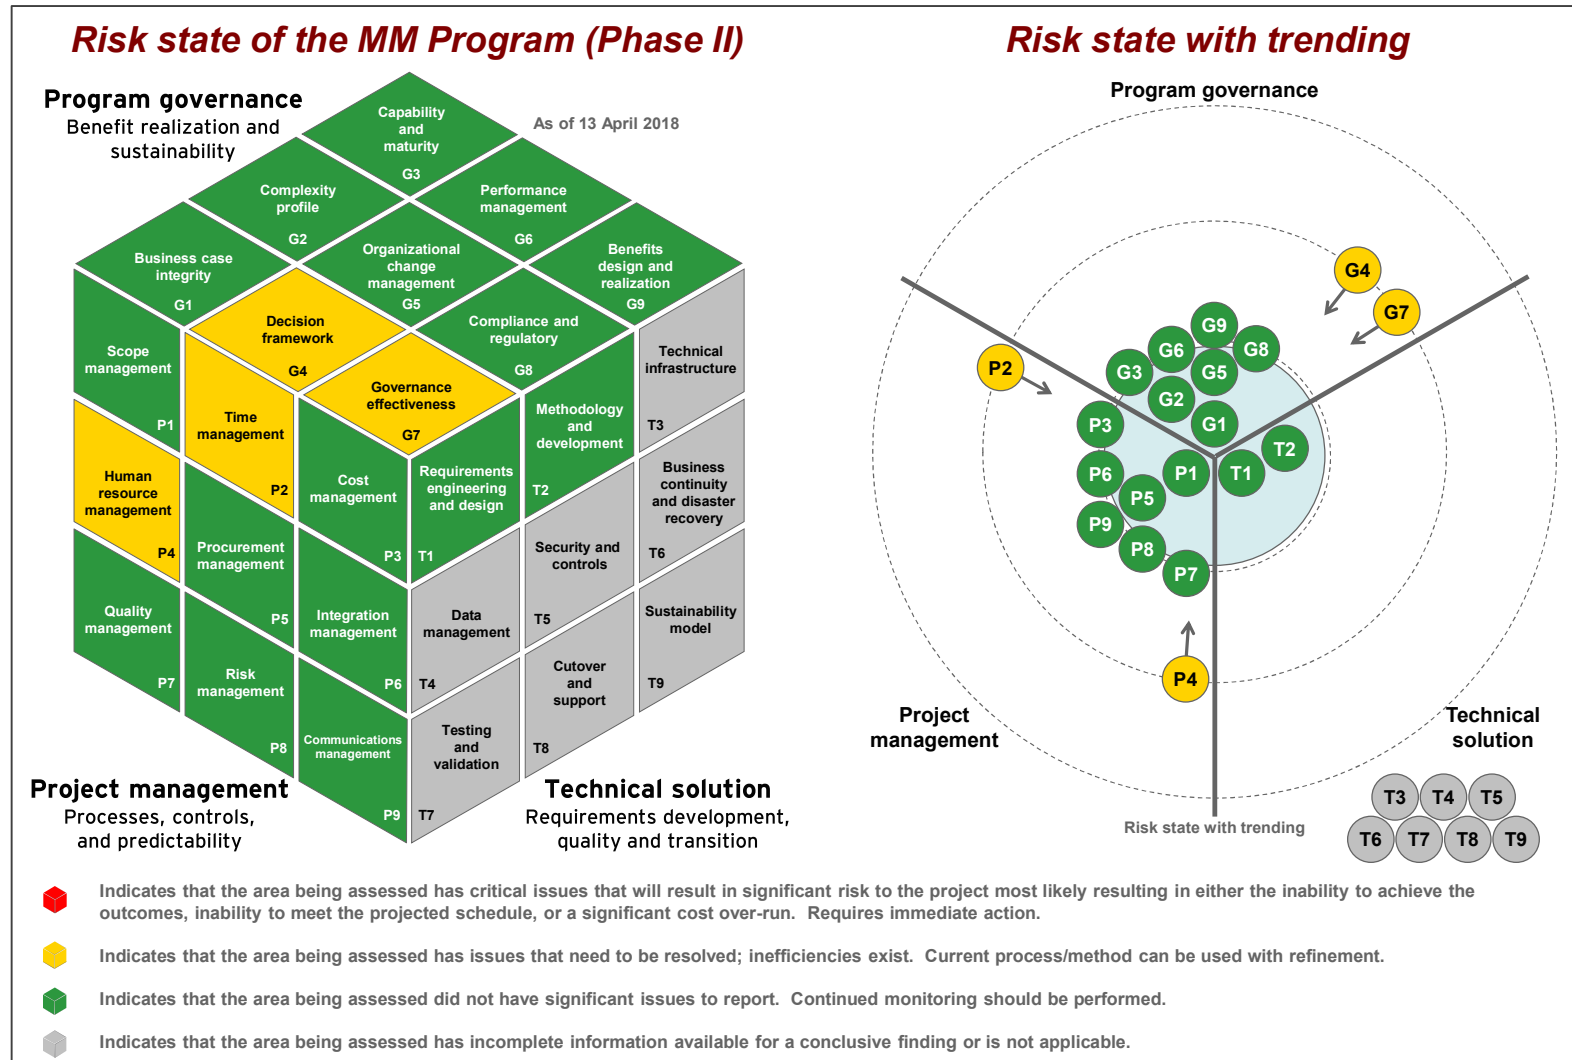 Risk state of the MM Program (Phase II)
Risk state with trending
Program governance
Benefit realization and
sustainability
As of 13 April 2018
Capability
and
maturity
G3
Complexity
profile
G2
Performance
management
G6
Business case
integrity
G1
Organizational
change
management
G5
Benefits
design and
realization
G9
Decision
framework
G4
Compliance and
regulatory
G8
Governance
effectiveness
G7
Scope
management
P1
Time
management
P2
Cost
management
P3
Human
resource
management
P4
Procurement
management
P5
Integration
management
P6
Quality
management
P7
Risk
management
P8
Communications
management
P9
Requirements
engineering
and design
T1
Methodology
and
development
T2
Technical
infrastructure
T3
Data
management
T4
Security and
controls
T5
Business
continuity
and disaster
recovery
T6
Testing
and
validation
T7
Cutover
and
support
T8
Sustainability
model
T9
Project management
Processes, controls,
and predictability
Technical solution
Requirements development,
quality and transition
Program governance
G4
G7
G9
G6
G8
G3
G5
G2
G1
P2
P3
P6
P1
P5
P9
P8
P7
P4
T2
T1
Project
management
Technical
solution
T3
T4
T5
T6
T7
T8
T9
Risk state with trending
Indicates that the area being assessed has critical issues that will result in significant risk to the project most likely resulting in either the inability to achieve the
outcomes, inability to meet the projected schedule, or a significant cost over-run. Requires immediate action.
Indicates that the area being assessed has issues that need to be resolved; inefficiencies exist. Current process/method can be used with refinement.
Indicates that the area being assessed did not have significant issues to report. Continued monitoring should be performed.
Indicates that the area being assessed has incomplete information available for a conclusive finding or is not applicable.